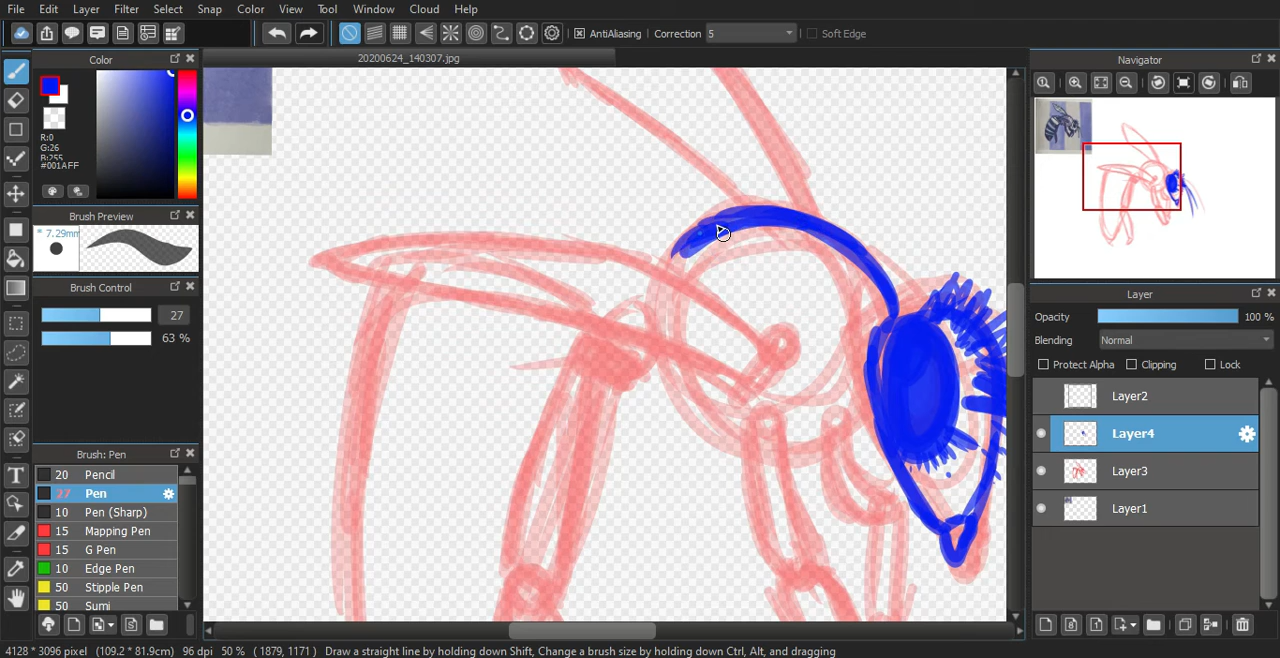 File Edit Layer Filter Select Snap Color View Tool Window Cloud Help
AntiAliasing Correction 5 Soft Edge
Color
20200624_140307.jpg
Navigator
R:0
G:26
B:255
#001AFF
Brush Preview
* 7.29mm
Brush Control
27
63 %
Layer
Opacity 100 %
Blending Normal
Protect Alpha Clipping Lock
Layer2
Layer4
Layer3
Layer1
Brush: Pen
20 Pencil
27 Pen
10 Pen (Sharp)
15 Mapping Pen
15 G Pen
10 Edge Pen
50 Stipple Pen
50 Sumi
4128 * 3096 pixel (109.2 * 81.9cm) 96 dpi 50 % ( 1879, 1171 ) Draw a straight line by holding down Shift, Change a brush size by holding down Ctrl, Alt, and dragging